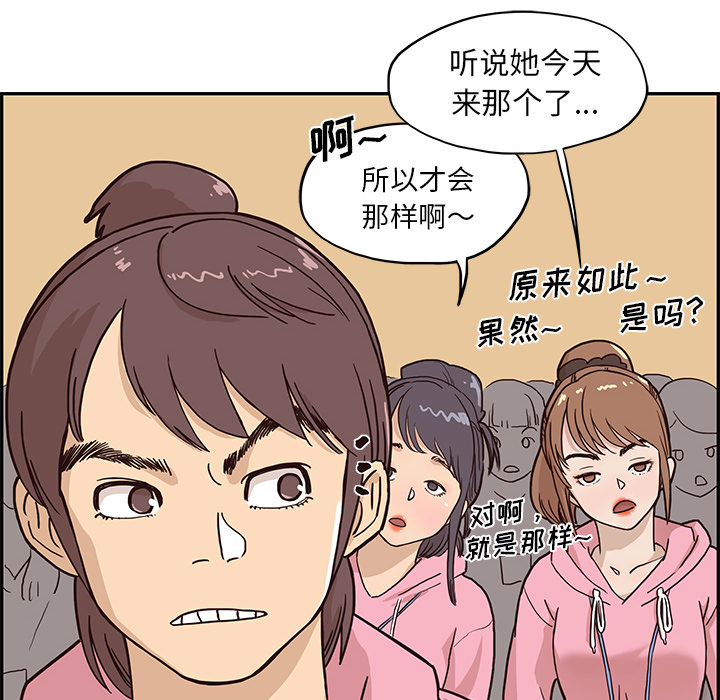 听说她今天
来那个了...
啊~
所以才会
那样啊~
原来如此~
果然~
是吗?
对啊，
就是那样~